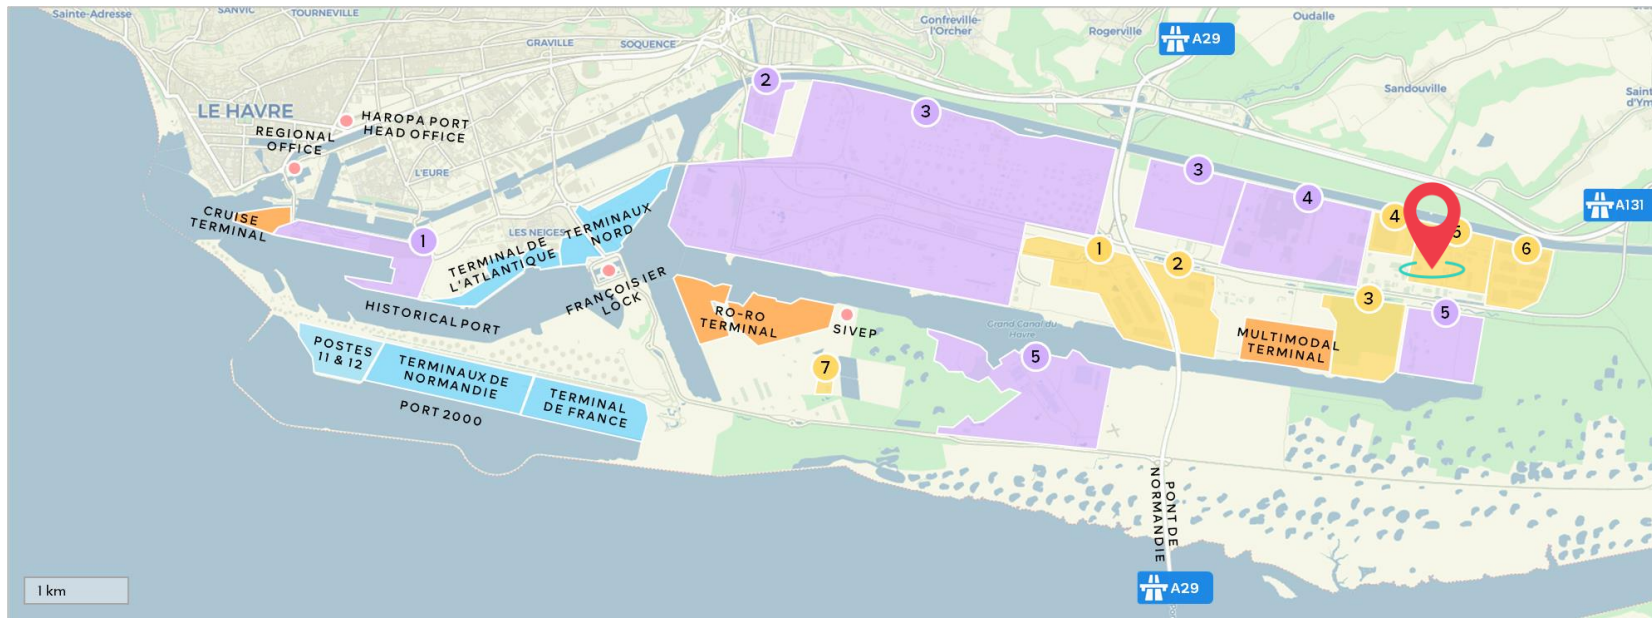 Sainte-Adresse
SANVIC
TOURNEVILLE
GRAVILLE
SOQUENCE
Gonfreville-
l'Orcher
Rogerville
A29
Oudalle
Sandouville
Saint
d'Ym
LE HAVRE
HAROPA PORT
HEAD OFFICE
REGIONAL
OFFICE
L'EURE
2
3
3
4
4
5
6
A131
CRUISE
TERMINAL
1
LES NEIGES
TERMINAL DE
L'ATLANTIQUE
TERMINAUX
NORD
FRANÇOIS IER
LOCK
HISTORICAL PORT
1
2
3
5
RO-RO
TERMINAL
SIVEP
Grand Canal du
Havre
MULTIMODAL
TERMINAL
5
7
POSTES
11 & 12
TERMINAUX DE
NORMANDIE
TERMINAL
DE FRANCE
PORT 2000
PONT DE
NORMANDIE
A29
1 km